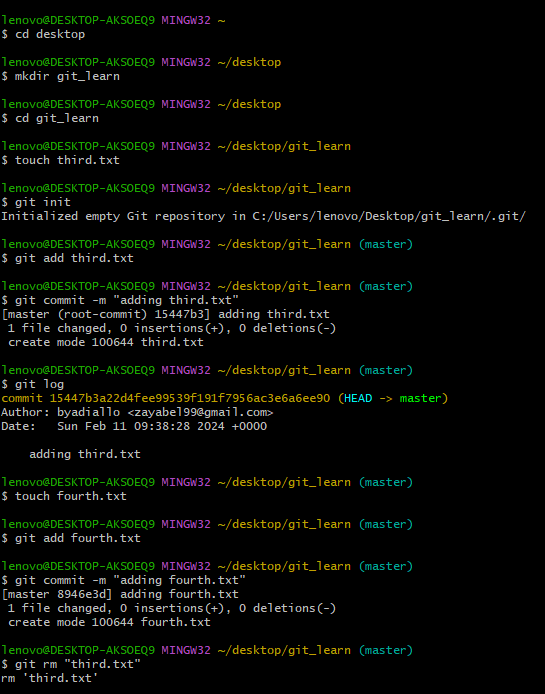 lenovo@DESKTOP-AKSOEQ9 MINGW32 ~
$ cd desktop
lenovo@DESKTOP-AKSOEQ9 MINGW32 ~/desktop
$ mkdir git_learn
lenovo@DESKTOP-AKSOEQ9 MINGW32 ~/desktop
$ cd git_learn
lenovo@DESKTOP-AKSOEQ9 MINGW32 ~/desktop/git_learn
$ touch third.txt
lenovo@DESKTOP-AKSOEQ9 MINGW32 ~/desktop/git_learn
$ git init
Initialized empty Git repository in C:/Users/lenovo/Desktop/git_learn/.git/
lenovo@DESKTOP-AKSOEQ9 MINGW32 ~/desktop/git_learn (master)
$ git add third.txt
lenovo@DESKTOP-AKSOEQ9 MINGW32 ~/desktop/git_learn (master)
$ git commit -m "adding third.txt"
[master (root-commit) 15447b3] adding third.txt
 1 file changed, 0 insertions(+), 0 deletions(-)
 create mode 100644 third.txt
lenovo@DESKTOP-AKSOEQ9 MINGW32 ~/desktop/git_learn (master)
$ git log
commit 15447b3a22d4fee99539f191f7956ac3e6a6ee90 (HEAD -> master)
Author: byadiallo <zayabel99@gmail.com>
Date:   Sun Feb 11 09:38:28 2024 +0000
    adding third.txt
lenovo@DESKTOP-AKSOEQ9 MINGW32 ~/desktop/git_learn (master)
$ touch fourth.txt
lenovo@DESKTOP-AKSOEQ9 MINGW32 ~/desktop/git_learn (master)
$ git add fourth.txt
lenovo@DESKTOP-AKSOEQ9 MINGW32 ~/desktop/git_learn (master)
$ git commit -m "adding fourth.txt"
[master 8946e3d] adding fourth.txt
 1 file changed, 0 insertions(+), 0 deletions(-)
 create mode 100644 fourth.txt
lenovo@DESKTOP-AKSOEQ9 MINGW32 ~/desktop/git_learn (master)
$ git rm "third.txt"
rm 'third.txt'